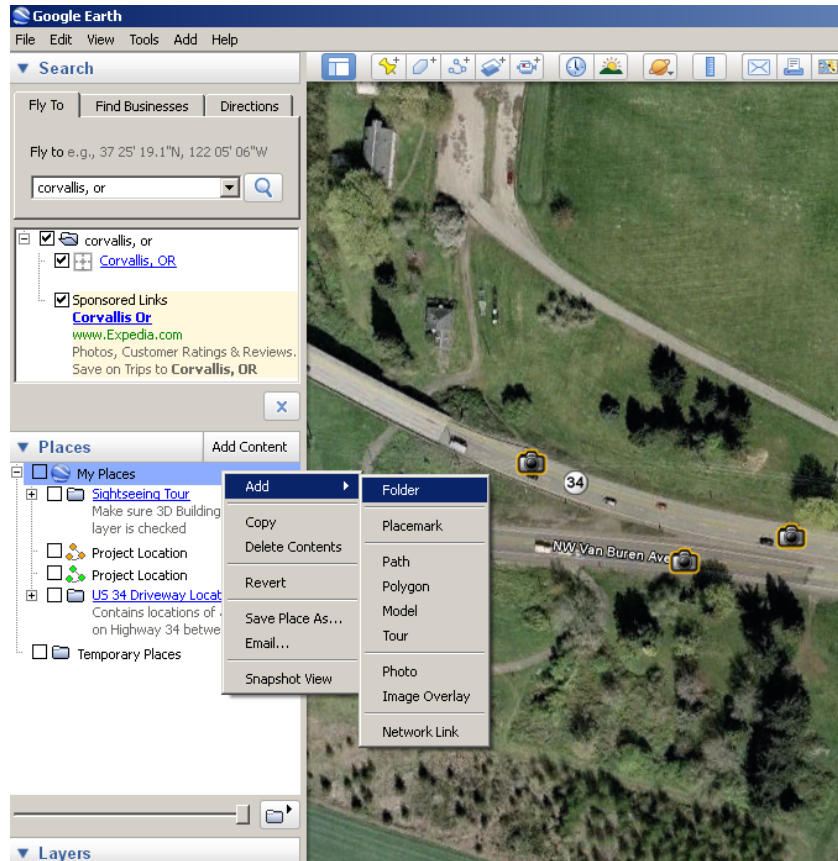 Google Earth
File Edit View Tools Add Help
Search
Fly To Find Businesses Directions
Fly to e.g., 37 25' 19.1"N, 122 05' 06"W
corvallis, or
corvallis, or
Corvallis, OR
Sponsored Links
Corvallis Or
www.Expedia.com
Photos, Customer Ratings & Reviews.
Save on Trips to Corvallis, OR
Places Add Content
My Places
Sightseeing Tour
Make sure 3D Building
layer is checked
Project Location
Project Location
US 34 Driveway Locat
Contains locations of
on Highway 34 betwe
Temporary Places
Add
Copy
Delete Contents
Revert
Save Place As...
Email...
Snapshot View
Folder
Placemark
Path
Polygon
Model
Tour
Photo
Image Overlay
Network Link
34
NW Van Buren Ave
Layers